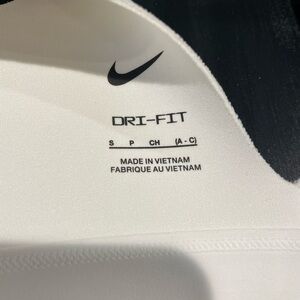 DRI-FIT
S P CH (A - C)
MADE IN VIETNAM
FABRIQUE AU VIETNAM